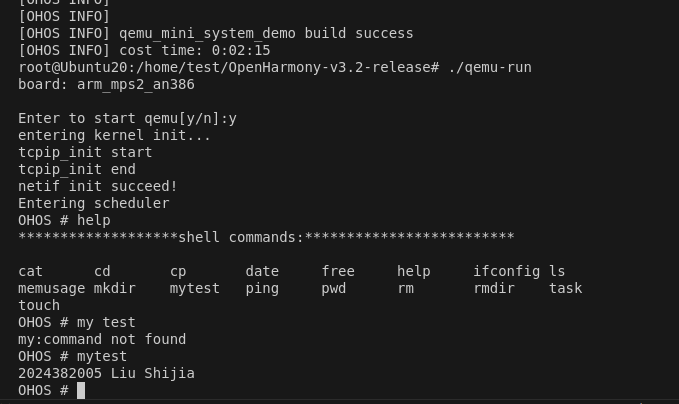 [OHOS INFO]
[OHOS INFO]
[OHOS INFO] qemu_mini_system_demo build success
[OHOS INFO] cost time: 0:02:15
root@Ubuntu20:/home/test/OpenHarmony-v3.2-release# ./qemu-run
board: arm_mps2_an386
Enter to start qemu[y/n]:y
entering kernel init...
tcpip_init start
tcpip_init end
netif init succeed!
Entering scheduler
OHOS # help
*******************shell commands:*************************
cat      cd       cp       date     free     help     ifconfig ls
memusage mkdir    mytest   ping     pwd      rm       rmdir    task
touch
OHOS # my test
my:command not found
OHOS # mytest
2024382005 Liu Shijia
OHOS #